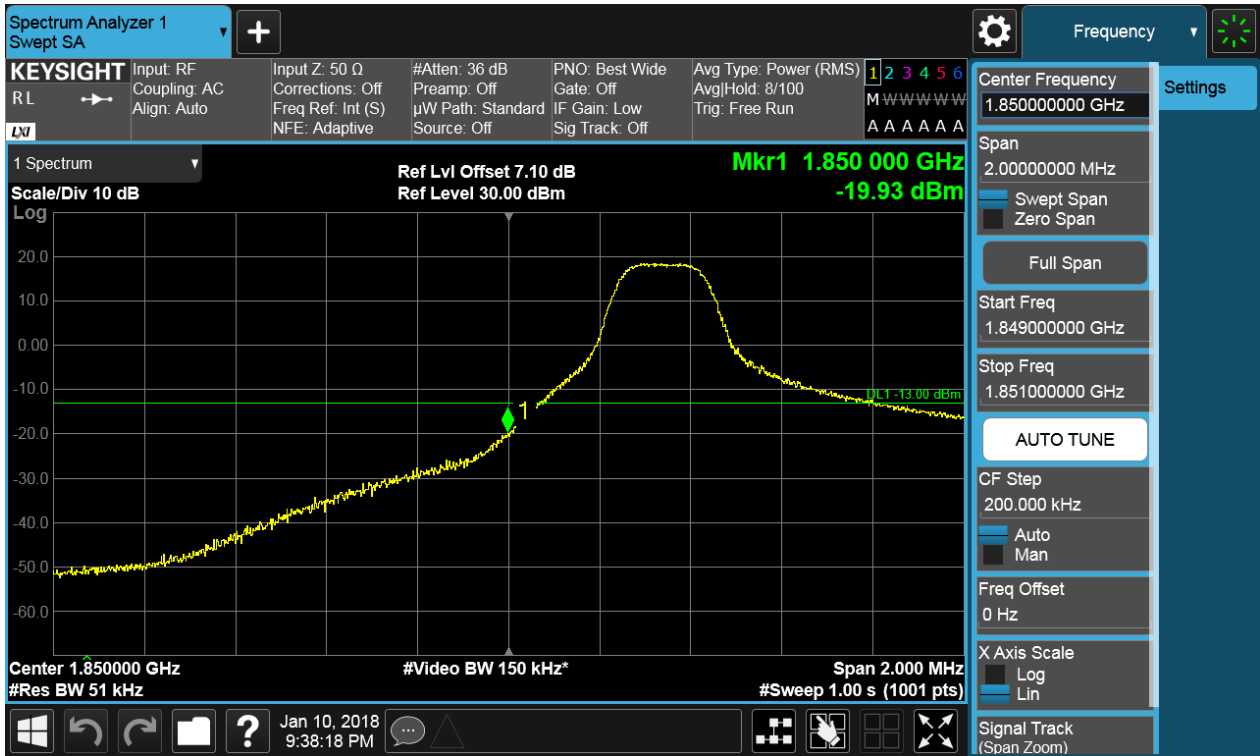 Spectrum Analyzer 1
Swept SA
Frequency
KEYSIGHT
R L
LXI
Input: RF
Coupling: AC
Align: Auto
Input Z: 50 Ω
Corrections: Off
Freq Ref: Int (S)
NFE: Adaptive
#Atten: 36 dB
Preamp: Off
µW Path: Standard
Source: Off
PNO: Best Wide
Gate: Off
IF Gain: Low
Sig Track: Off
Avg Type: Power (RMS)
Avg|Hold: 8/100
Trig: Free Run
1 2 3 4 5 6
M W W W W W
A A A A A A
1 Spectrum
Scale/Div 10 dB
Log
Ref Lvl Offset 7.10 dB
Ref Level 30.00 dBm
Mkr1 1.850 000 GHz
-19.93 dBm
20.0
10.0
0.00
-10.0
-20.0
-30.0
-40.0
-50.0
-60.0
DL1 -13.00 dBm
1
Center 1.850000 GHz
#Res BW 51 kHz
#Video BW 150 kHz*
Span 2.000 MHz
#Sweep 1.00 s (1001 pts)
Center Frequency
1.850000000 GHz
Span
2.00000000 MHz
Swept Span
Zero Span
Full Span
Start Freq
1.849000000 GHz
Stop Freq
1.851000000 GHz
AUTO TUNE
CF Step
200.000 kHz
Auto
Man
Freq Offset
0 Hz
X Axis Scale
Log
Lin
Signal Track
(Span Zoom)
Settings
?
Jan 10, 2018
9:38:18 PM